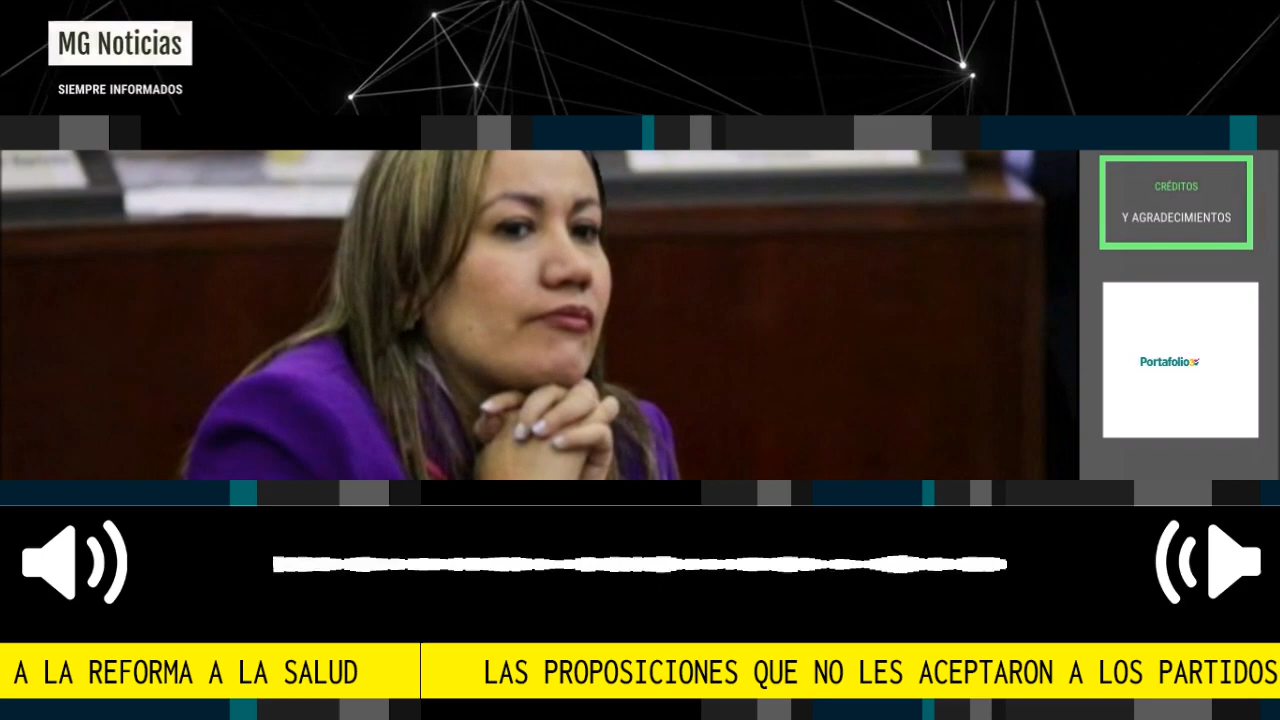 MG Noticias
SIEMPRE INFORMADOS
CRÉDITOS
Y AGRADECIMIENTOS
Portafolio
A LA REFORMA A LA SALUD
LAS PROPOSICIONES QUE NO LES ACEPTARON A LOS PARTIDOS